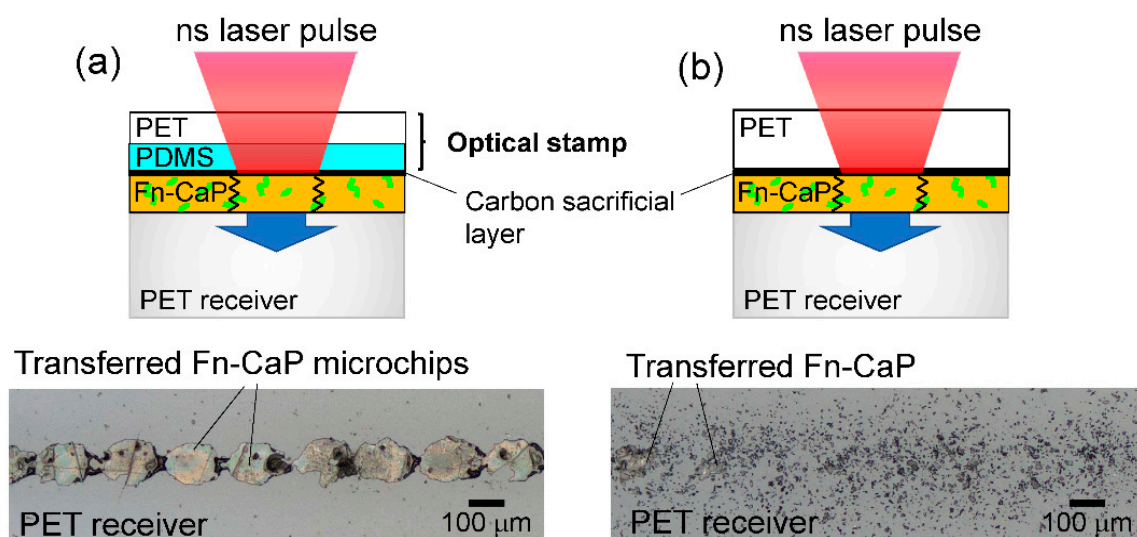 ns laser pulse
(a)
PET
PDMS
Fn-CaP
Optical stamp
Carbon sacrificial
layer
PET receiver
Transferred Fn-CaP microchips
PET receiver
100 μm
ns laser pulse
(b)
PET
Fn-CaP
PET receiver
Transferred Fn-CaP
PET receiver
100 μm